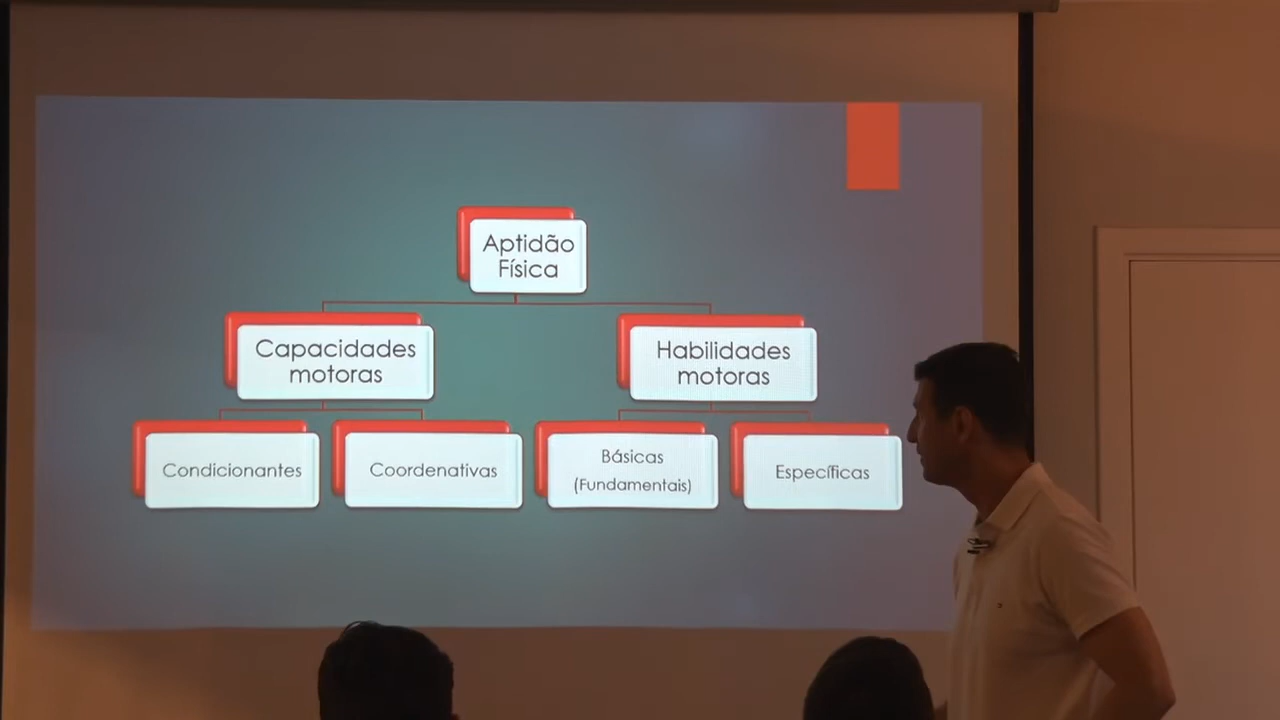 Aptidão
Física
Capacidades
motoras
Habilidades
motoras
Condicionantes
Coordenativas
Básicas
(Fundamentais)
Específicas